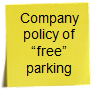 Company
policy of
“free”
parking